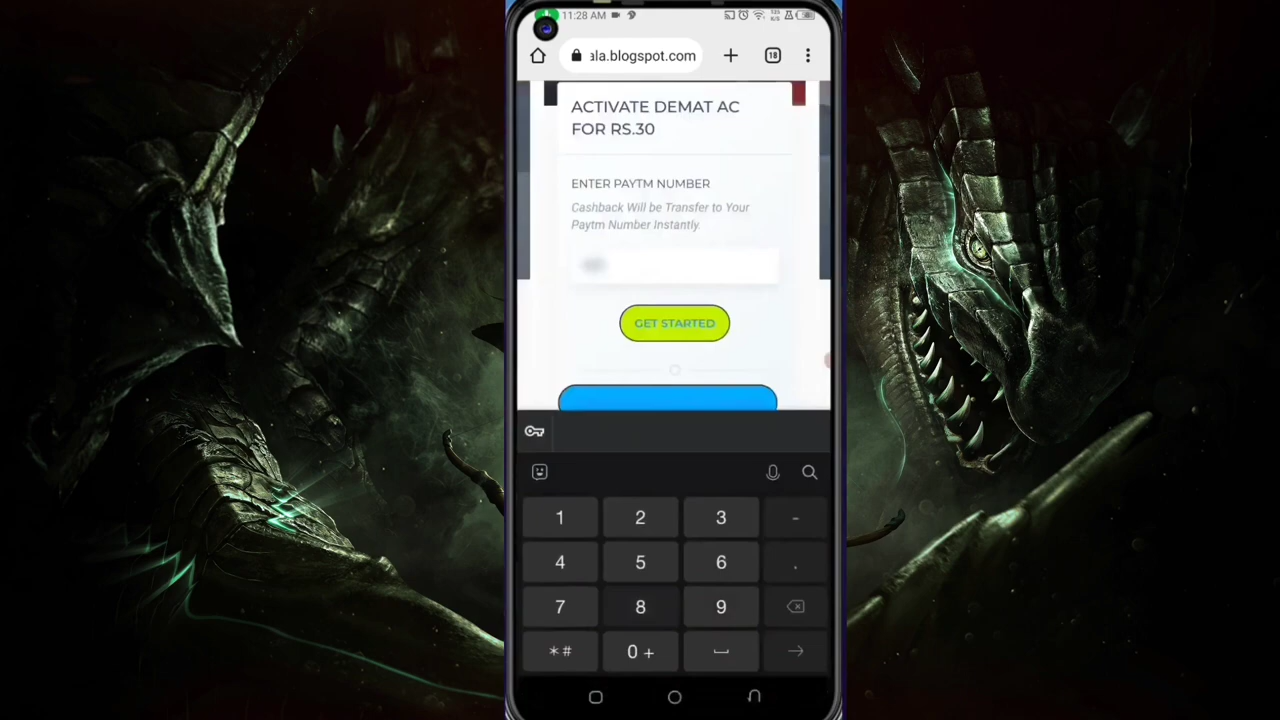 11:28 AM
ala.blogspot.com
18
ACTIVATE DEMAT AC
FOR RS.30
ENTER PAYTM NUMBER
Cashback Will be Transfer to Your
Paytm Number Instantly
GET STARTED
1 2 3 -
4 5 6 .
7 8 9
*# 0 +